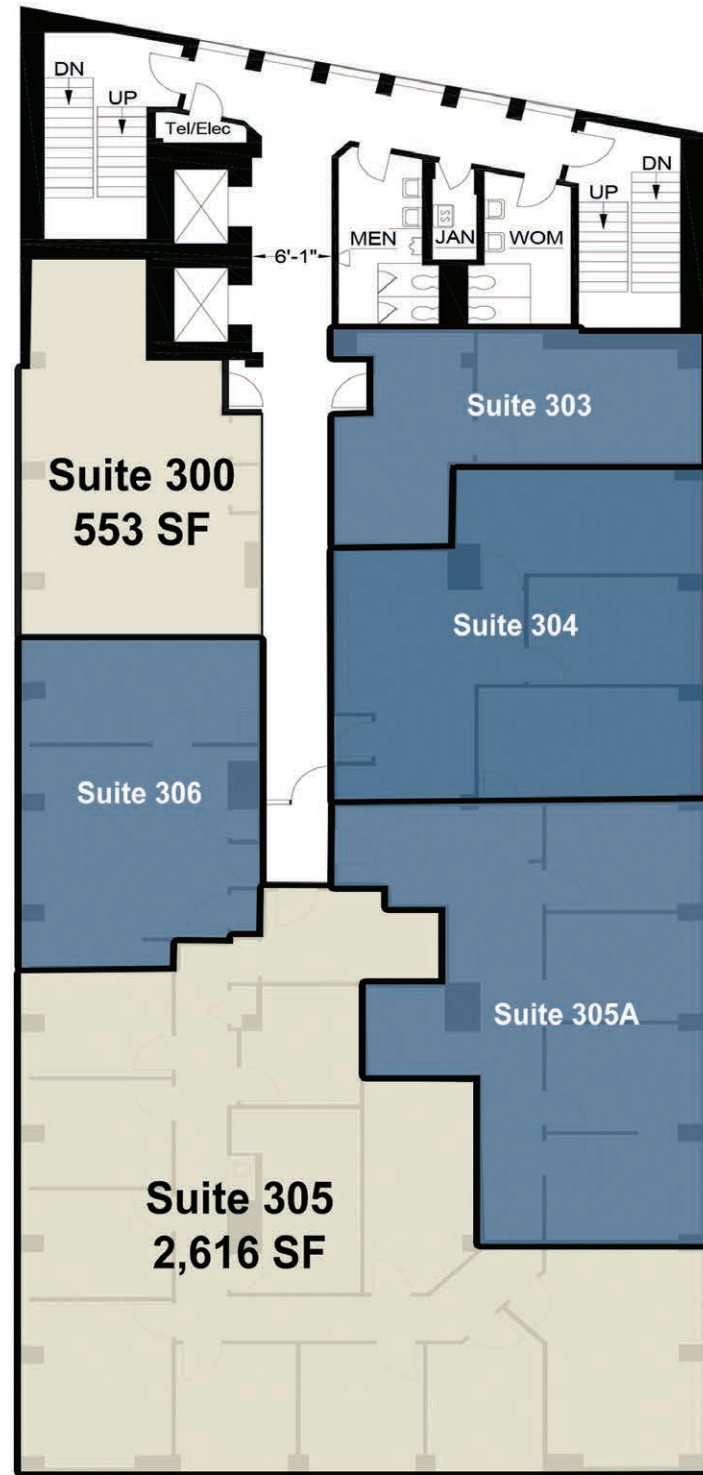 DN
UP
Tel/Elec
DN
UP
MEN
JAN
WOM
6'-1"
Suite 303
Suite 300
553 SF
Suite 304
Suite 306
Suite 305A
Suite 305
2,616 SF